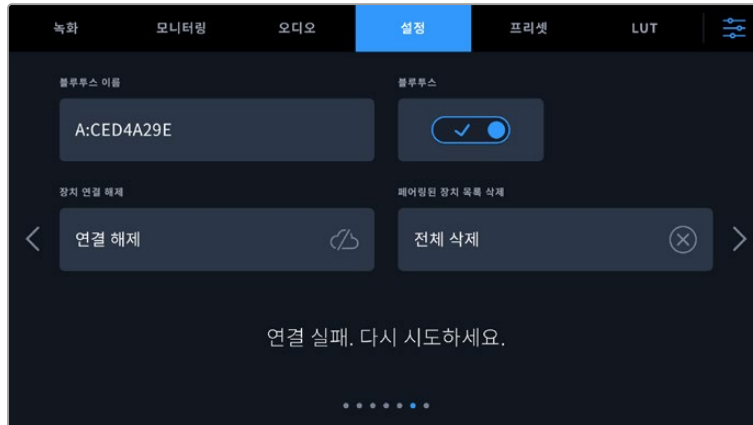 녹화 모니터링 오디오 설정 프리셋 LUT
블루투스 이름 블루투스
A:CED4A29E
장치 연결 해제 페어링된 장치 목록 삭제
연결 해제 전체 삭제
연결 실패. 다시 시도하세요.